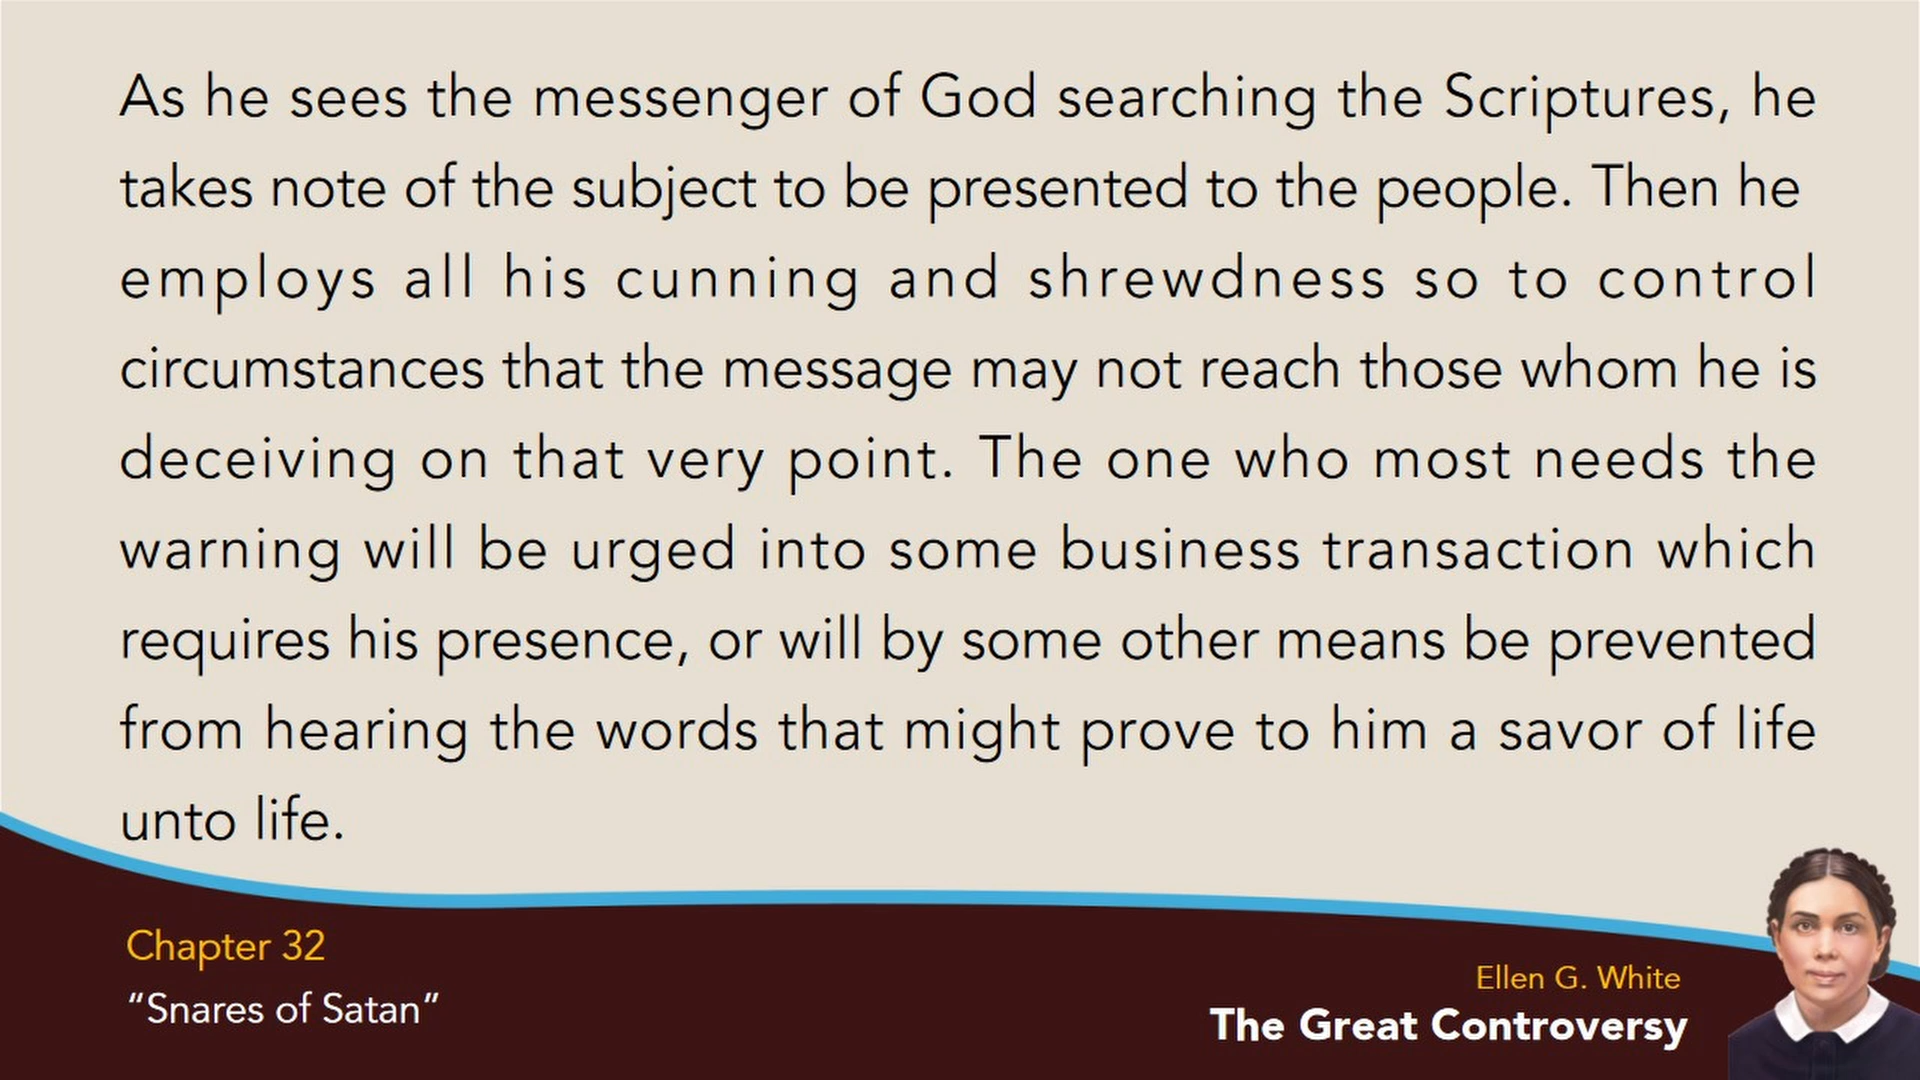 As he sees the messenger of God searching the Scriptures, he
takes note of the subject to be presented to the people. Then he
employs all his cunning and shrewdness so to control
circumstances that the message may not reach those whom he is
deceiving on that very point. The one who most needs the
warning will be urged into some business transaction which
requires his presence, or will by some other means be prevented
from hearing the words that might prove to him a savor of life
unto life.
Chapter 32
“Snares of Satan”
Ellen G. White
The Great Controversy